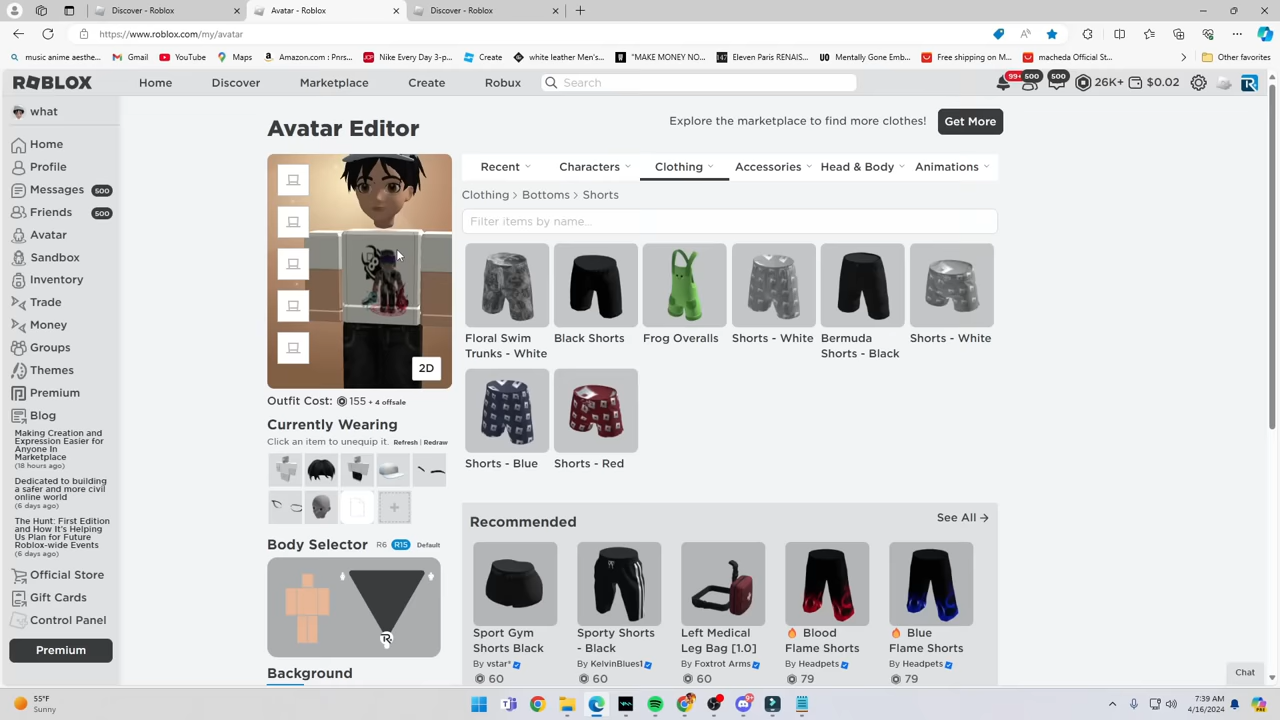 Discover - Roblox
Avatar - Roblox
Discover - Roblox
https://www.roblox.com/my/avatar
music anime aesthe...
Gmail
YouTube
Maps
Amazon.com
Nike Every Day 3-p...
Create
white leather Men's...
"MAKE MONEY NO...
Eleven Paris RENAIS...
Mentally Gone Emb...
Free shipping on M...
macheda Official St...
Other favorites
ROBLOX
Home
Discover
Marketplace
Create
Robux
Search
99+
500
500
26K+
$0.02
what
Home
Profile
Messages 500
Friends 500
Avatar
Sandbox
Inventory
Trade
Money
Groups
Themes
Premium
Blog
Making Creation and
Expression Easier for
Anyone In
Marketplace
(18 hours ago)
Dedicated to building
a safer and more civil
online world
(6 days ago)
The Hunt: First Edition
and How It's Helping
Us Plan for Future
Roblox-wide Events
(6 days ago)
Official Store
Gift Cards
Control Panel
Premium
Avatar Editor
Explore the marketplace to find more clothes!
Get More
2D
Outfit Cost: 155 + 4 offsale
Currently Wearing
Click an item to unequip it. Refresh | Redraw
Body Selector R6 R15 Default
Background
Recent
Characters
Clothing
Accessories
Head & Body
Animations
Clothing > Bottoms > Shorts
Filter items by name...
Floral Swim
Trunks - White
Black Shorts
Frog Overalls
Shorts - White
Bermuda
Shorts - Black
Shorts - White
Shorts - Blue
Shorts - Red
Recommended
See All →
Sport Gym
Shorts Black
By vstar*
60
Sporty Shorts
- Black
By KelvinBlues1
60
Left Medical
Leg Bag [1.0]
By Foxtrot Arms
60
🔥 Blood
Flame Shorts
By Headpets
79
🔥 Blue
Flame Shorts
By Headpets
79
Chat
55°F
Sunny
7:39 AM
4/16/2024